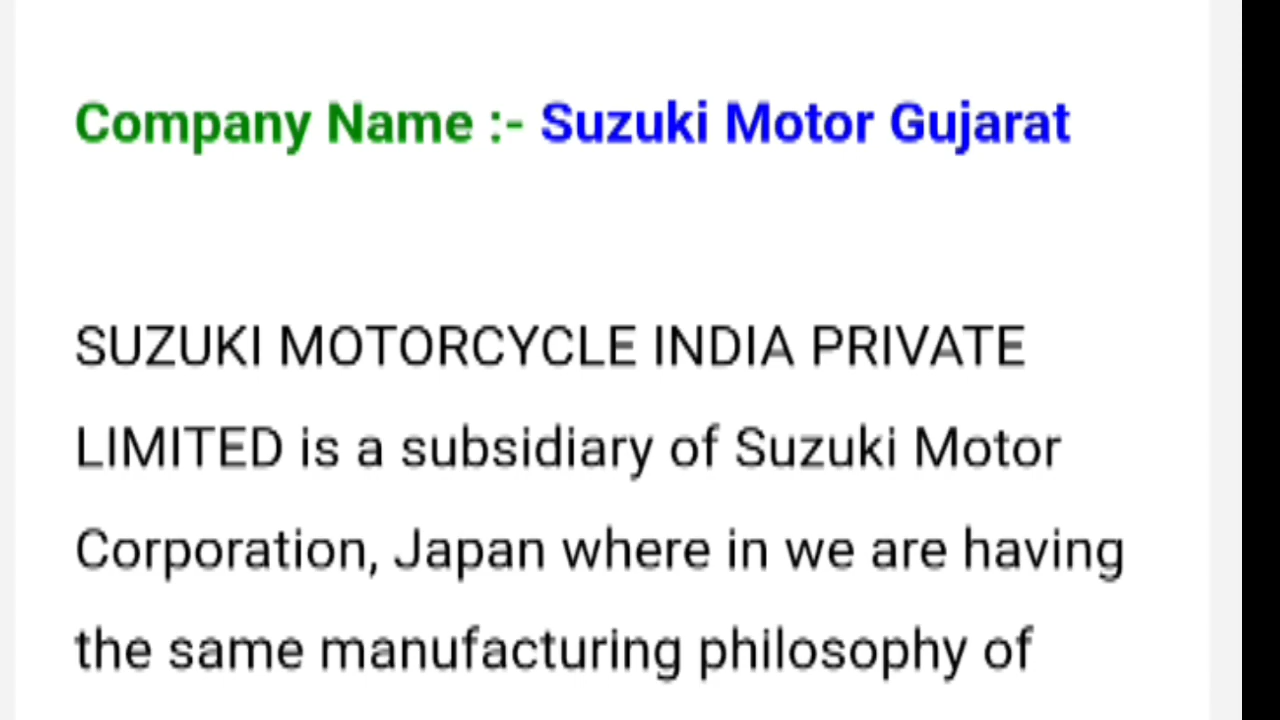 Company Name :- Suzuki Motor Gujarat
SUZUKI MOTORCYCLE INDIA PRIVATE
LIMITED is a subsidiary of Suzuki Motor
Corporation, Japan where in we are having
the same manufacturing philosophy of